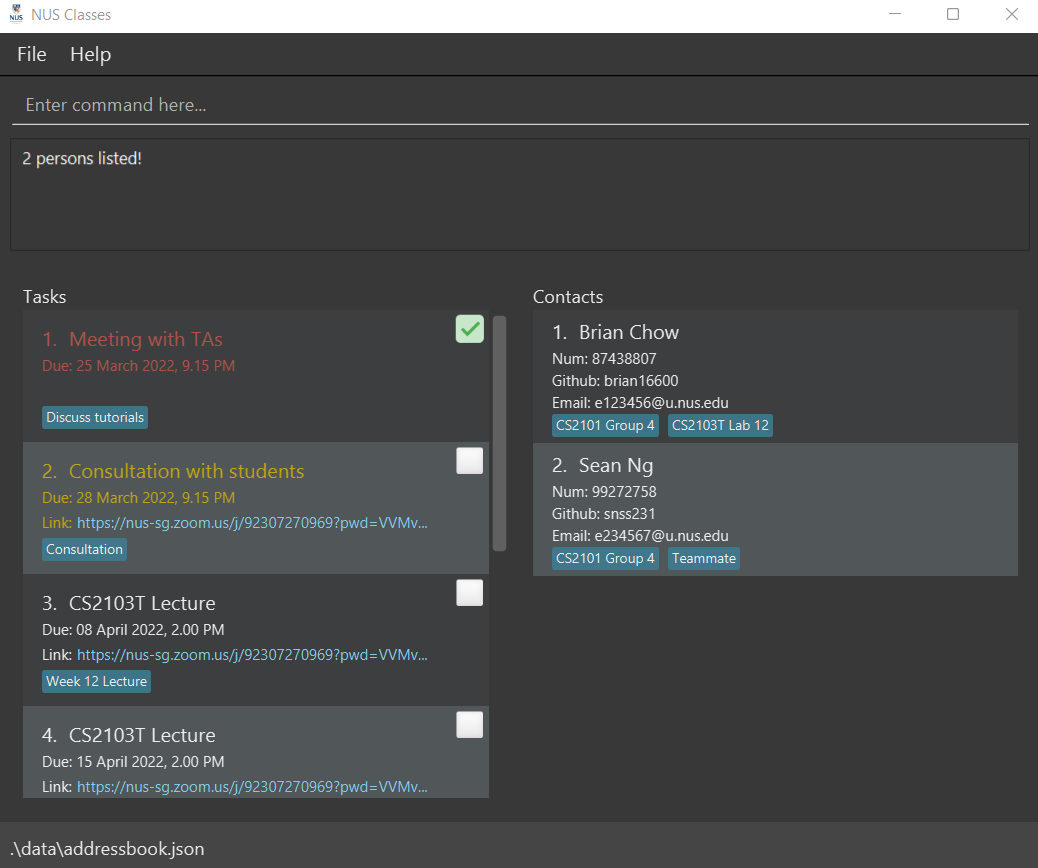 NUS Classes
File Help
Enter command here...
2 persons listed!
Tasks
1. Meeting with TAs
Due: 25 March 2022, 9.15 PM
Discuss tutorials
2. Consultation with students
Due: 28 March 2022, 9.15 PM
Link: https://nus-sg.zoom.us/j/92307270969?pwd=VVMv...
Consultation
3. CS2103T Lecture
Due: 08 April 2022, 2.00 PM
Link: https://nus-sg.zoom.us/j/92307270969?pwd=VVMv...
Week 12 Lecture
4. CS2103T Lecture
Due: 15 April 2022, 2.00 PM
Link: https://nus-sg.zoom.us/j/92307270969?pwd=VVMv...
Contacts
1. Brian Chow
Num: 87438807
Github: brian16600
Email: e123456@u.nus.edu
CS2101 Group 4 CS2103T Lab 12
2. Sean Ng
Num: 99272758
Github: snss231
Email: e234567@u.nus.edu
CS2101 Group 4 Teammate
.\data\addressbook.json